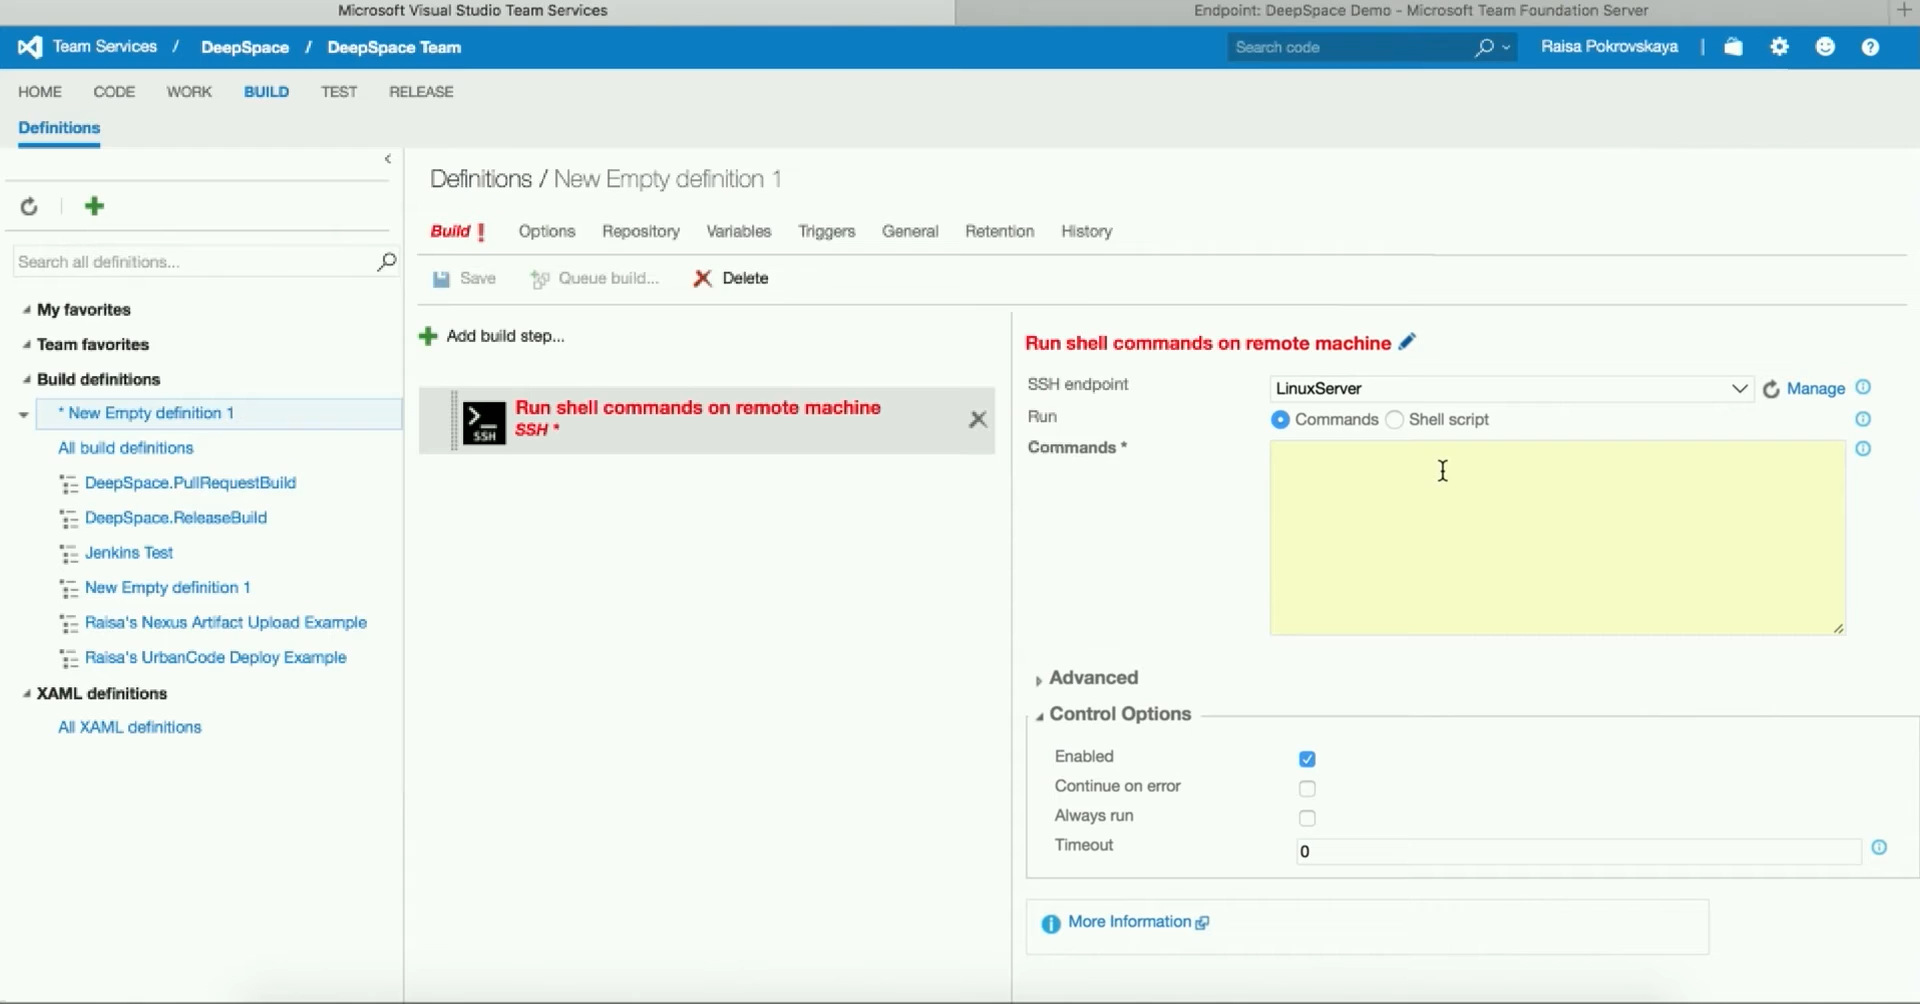 Microsoft Visual Studio Team Services
Endpoint: DeepSpace Demo - Microsoft Team Foundation Server
Team Services / DeepSpace / DeepSpace Team
Search code
Raisa Pokrovskaya
HOME CODE WORK BUILD TEST RELEASE
Definitions
Search all definitions...
My favorites
Team favorites
Build definitions
* New Empty definition 1
All build definitions
DeepSpace.PullRequestBuild
DeepSpace.ReleaseBuild
Jenkins Test
New Empty definition 1
Raisa's Nexus Artifact Upload Example
Raisa's UrbanCode Deploy Example
XAML definitions
All XAML definitions
Definitions / New Empty definition 1
Build ! Options Repository Variables Triggers General Retention History
Save Queue build... Delete
Add build step...
>_
SSH
Run shell commands on remote machine
SSH *
Run shell commands on remote machine
SSH endpoint LinuxServer Manage
Run Commands Shell script
Commands *
Advanced
Control Options
Enabled
Continue on error
Always run
Timeout 0
More Information